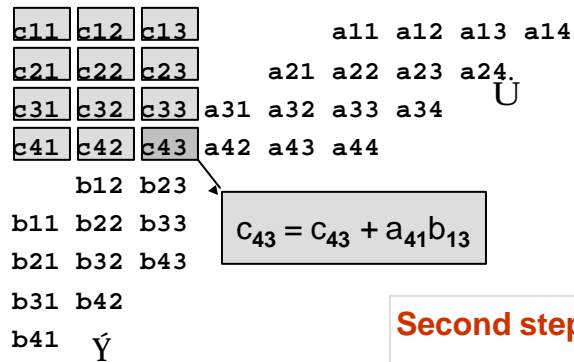 c11 c12 c13 a11 a12 a13 a14
c21 c22 c23 a21 a22 a23 a24.
Ù
c31 c32 c33 a31 a32 a33 a34
c41 c42 c43 a42 a43 a44
b12 b23
b11 b22 b33
b21 b32 b43
b31 b42
b41 Ý
c43 = c43 + a41b13
Second step